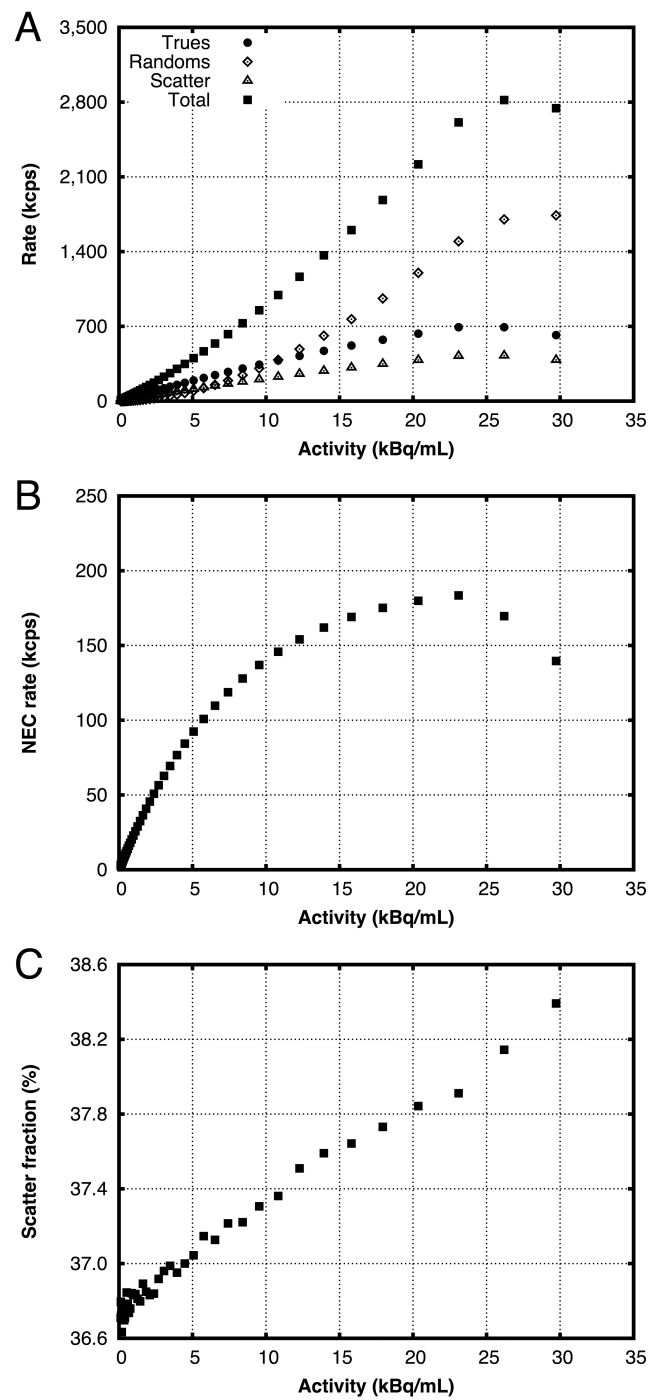 A
3,500
2,800
2,100
1,400
700
0
Rate (kcps)
Trues
Randoms
Scatter
Total
0 5 10 15 20 25 30 35
Activity (kBq/mL)
B
250
200
150
100
50
0
NEC rate (kcps)
0 5 10 15 20 25 30 35
Activity (kBq/mL)
C
38.6
38.2
37.8
37.4
37.0
36.6
Scatter fraction (%)
0 5 10 15 20 25 30 35
Activity (kBq/mL)